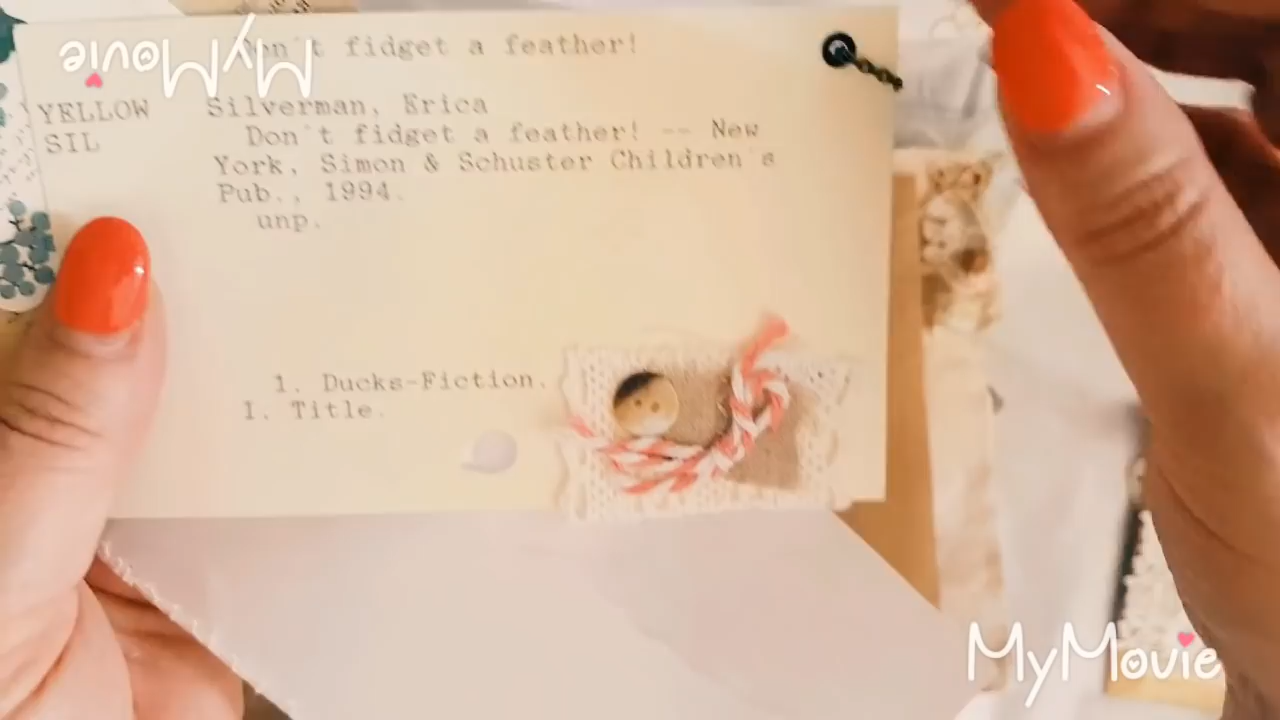 Don't fidget a feather!
YELLOW Silverman, Erica
SIL Don't fidget a feather! -- New
York, Simon & Schuster Children's
Pub., 1994.
unp.
1. Ducks-Fiction.
I. Title.
MyMovie
MyMovie